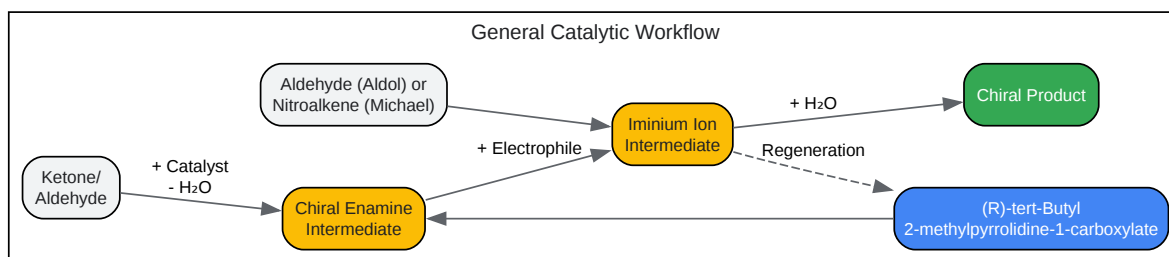 General Catalytic Workflow
Aldehyde (Aldol) or
Nitroalkene (Michael)
+ H₂O
Chiral Product
Iminium Ion
Intermediate
+ Electrophile
Regeneration
+ Catalyst
- H₂O
Ketone/
Aldehyde
Chiral Enamine
Intermediate
(R)-tert-Butyl
2-methylpyrrolidine-1-carboxylate